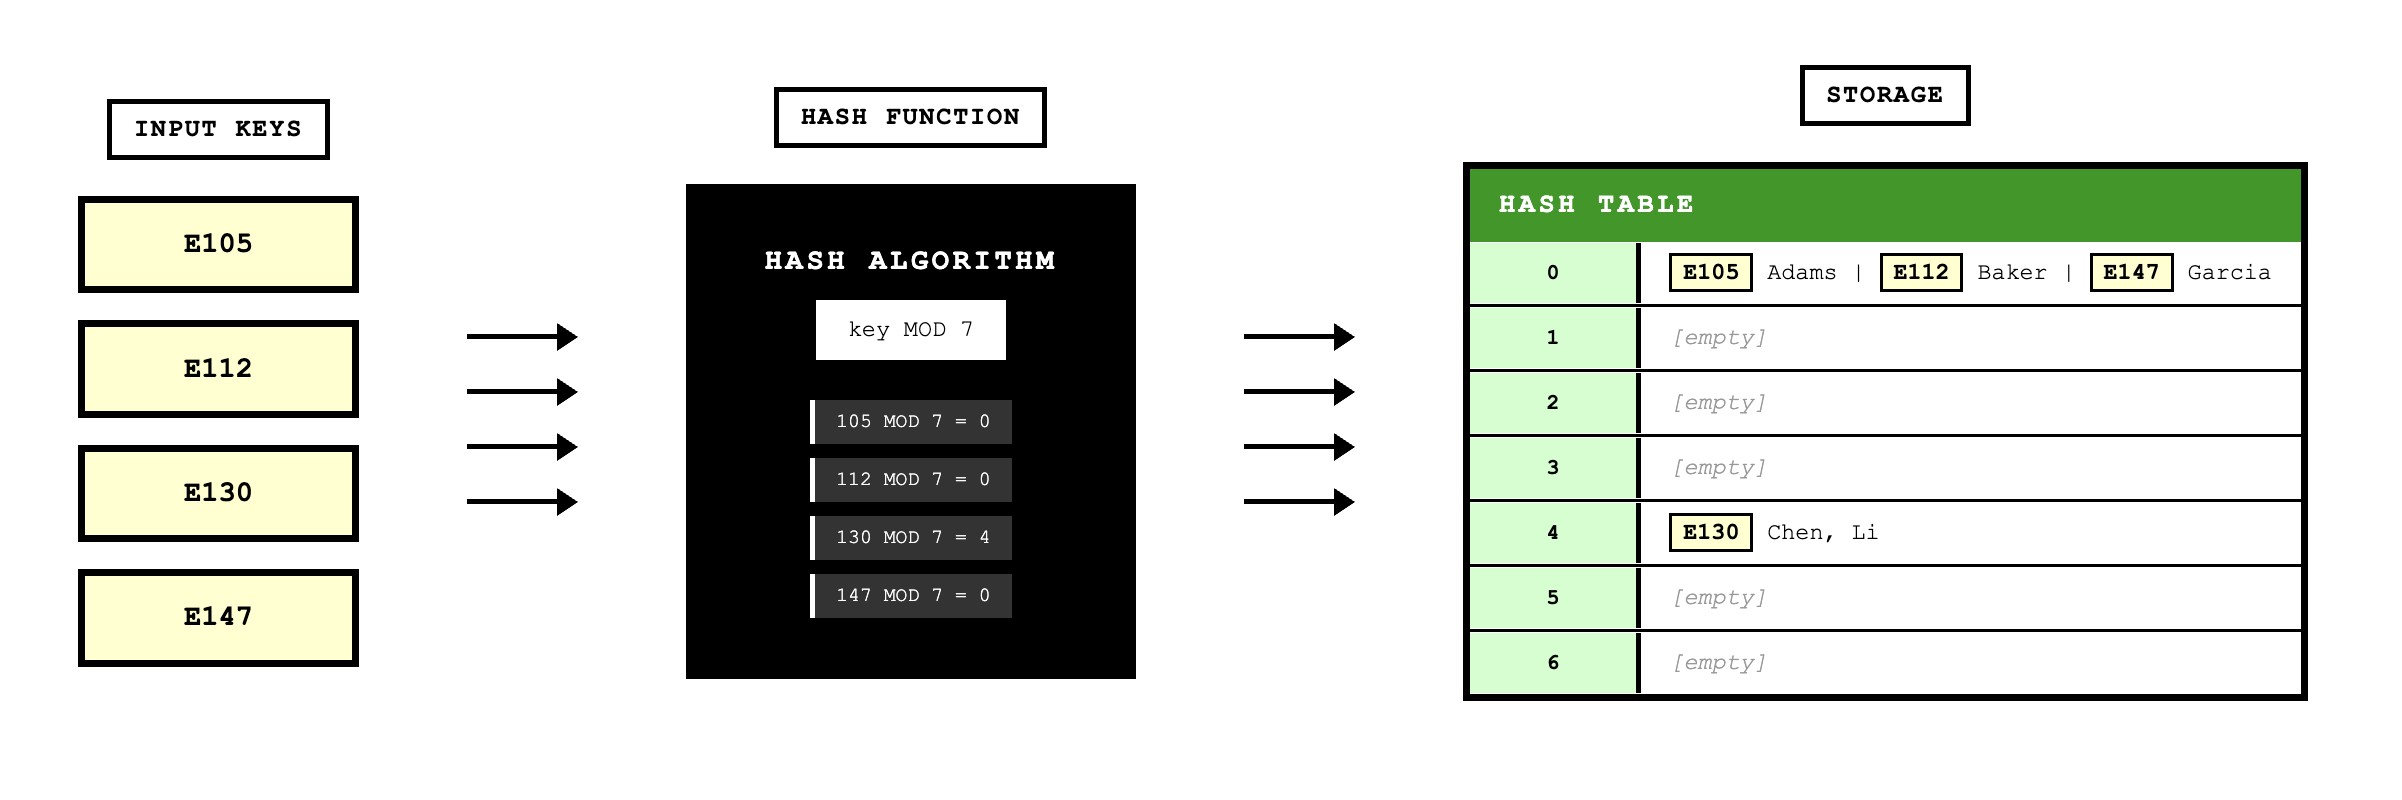 INPUT KEYS
E105
E112
E130
E147
HASH FUNCTION
HASH ALGORITHM
key MOD 7
105 MOD 7 = 0
112 MOD 7 = 0
130 MOD 7 = 4
147 MOD 7 = 0
STORAGE
HASH TABLE
0 E105 Adams | E112 Baker | E147 Garcia
1 [empty]
2 [empty]
3 [empty]
4 E130 Chen, Li
5 [empty]
6 [empty]